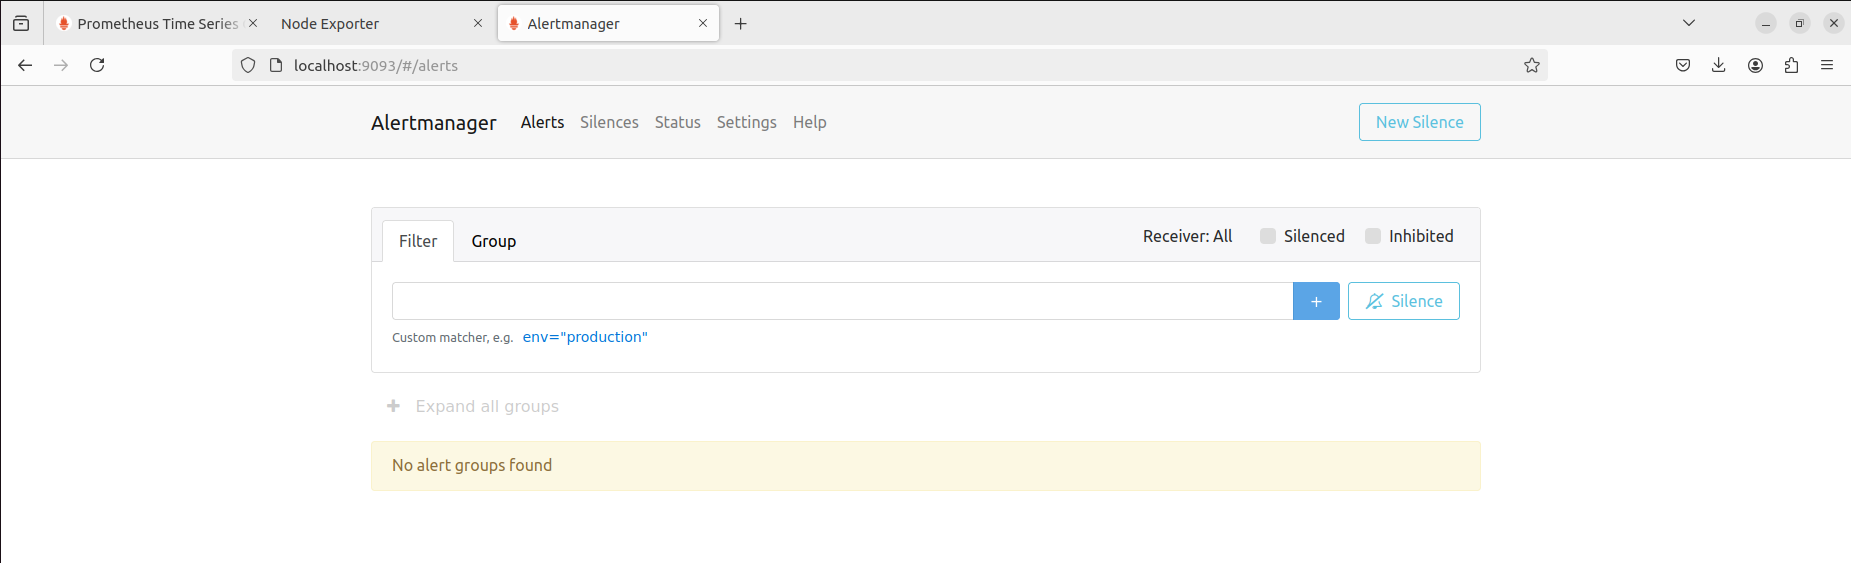 Prometheus Time Series
Node Exporter
Alertmanager
localhost:9093/#/alerts
Alertmanager Alerts Silences Status Settings Help New Silence
Filter Group Receiver: All Silenced Inhibited
+ Silence
Custom matcher, e.g. env="production"
+ Expand all groups
No alert groups found